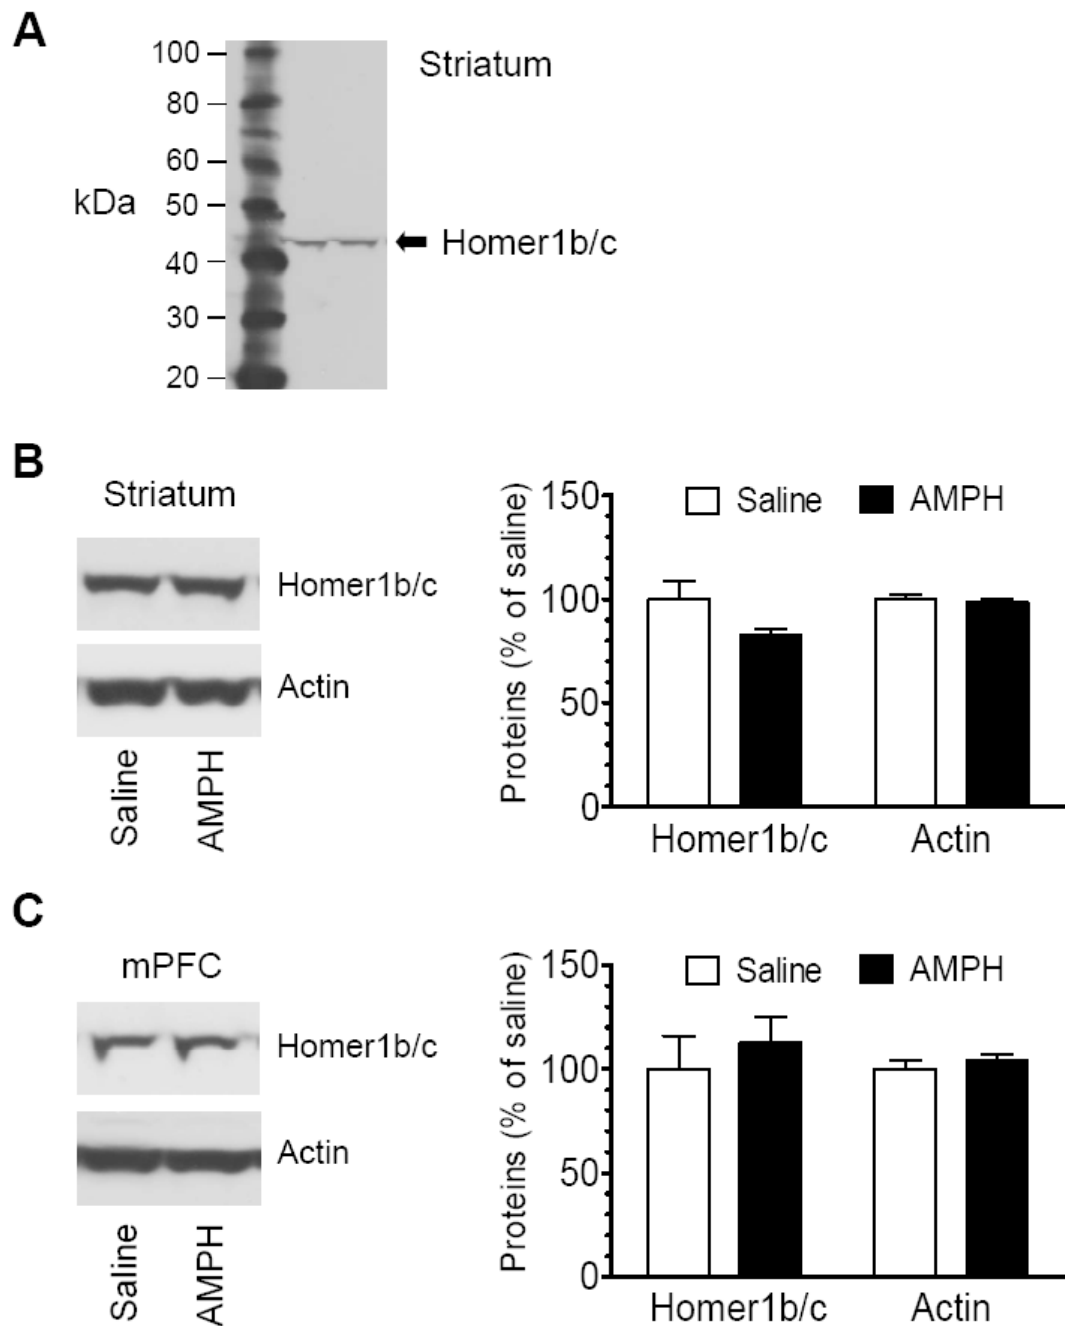 A
Striatum
kDa
100
80
60
50
40
30
20
Homer1b/c
B
Striatum
Homer1b/c
Actin
Saline
AMPH
Proteins (% of saline)
150
100
50
0
Saline
AMPH
Homer1b/c
Actin
C
mPFC
Homer1b/c
Actin
Saline
AMPH
Proteins (% of saline)
150
100
50
0
Saline
AMPH
Homer1b/c
Actin